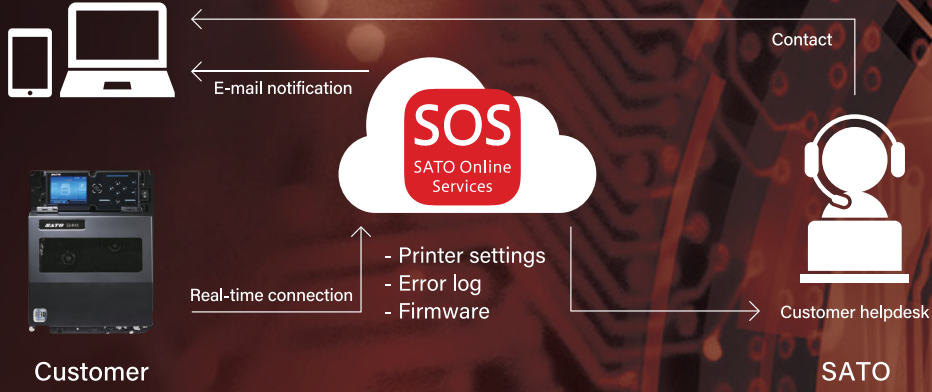 Contact
E-mail notification
SOS
SATO Online
Services
SATO
- Printer settings
- Error log
- Firmware
Real-time connection
Customer helpdesk
Customer
SATO